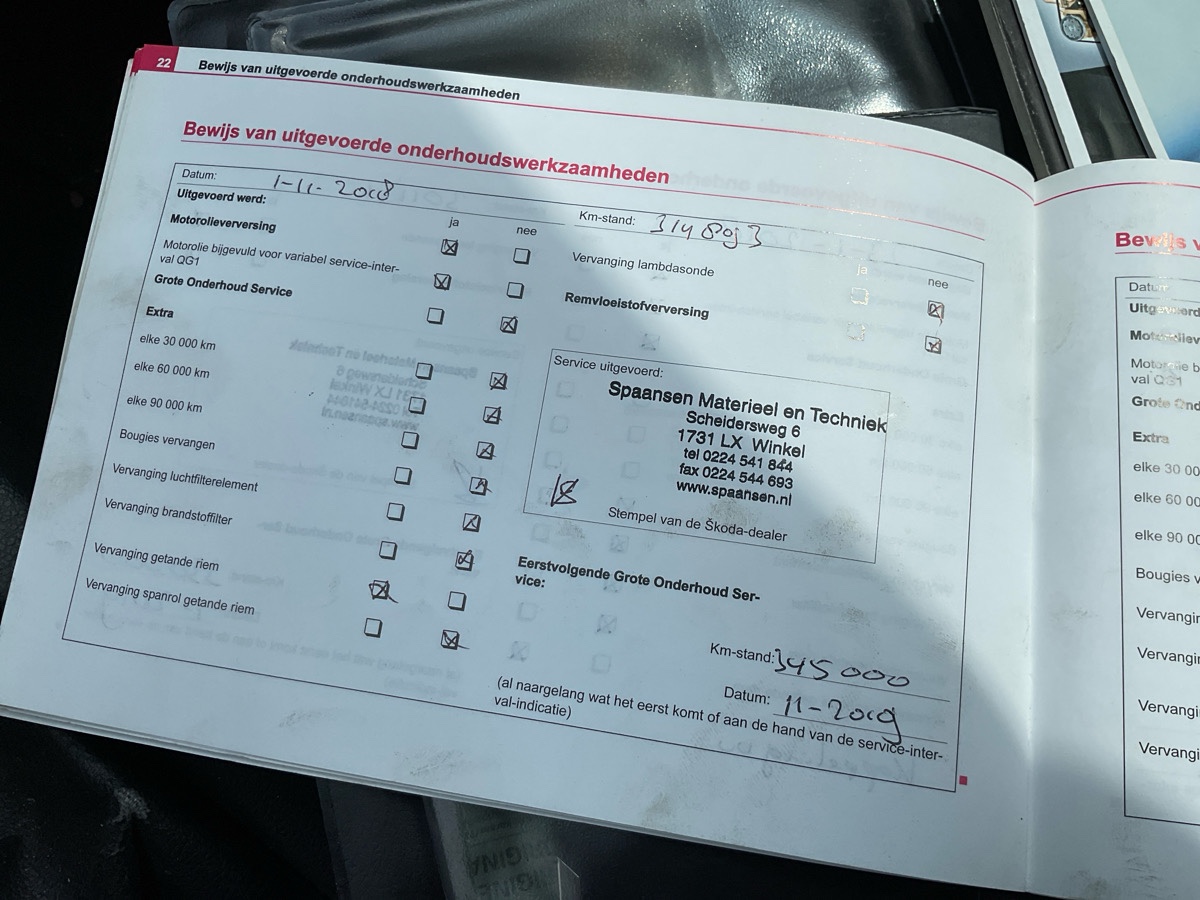 22 Bewijs van uitgevoerde onderhoudswerkzaamheden
Bewijs van uitgevoerde onderhoudswerkzaamheden
Datum: 1-11-2018
Km-stand: 314893
Uitgevoerd werd:
ja nee
Motorolieverversing
Motorolie bijgevuld voor variabel service-inter-
val QG1
Grote Onderhoud Service
Extra
elke 30 000 km
elke 60 000 km
elke 90 000 km
Bougies vervangen
Vervanging luchtfilterelement
Vervanging brandstoffilter
Vervanging getande riem
Vervanging spanrol getande riem
ja nee
Vervanging lambdasonde
Remvloeistofverversing
Service uitgevoerd:
Spaansen Materieel en Techniek
Scheidersweg 6
1731 LX Winkel
tel 0224 541 844
fax 0224 544 693
www.spaansen.nl
Stempel van de Škoda-dealer
Eerstvolgende Grote Onderhoud Ser-
vice:
Km-stand: 345000
Datum: 11-2019
(al naargelang wat het eerst komt of aan de hand van de service-inter-
val-indicatie)
Datum
Extra
elke 30 00
elke 60 00
elke 90 00
Bougies v